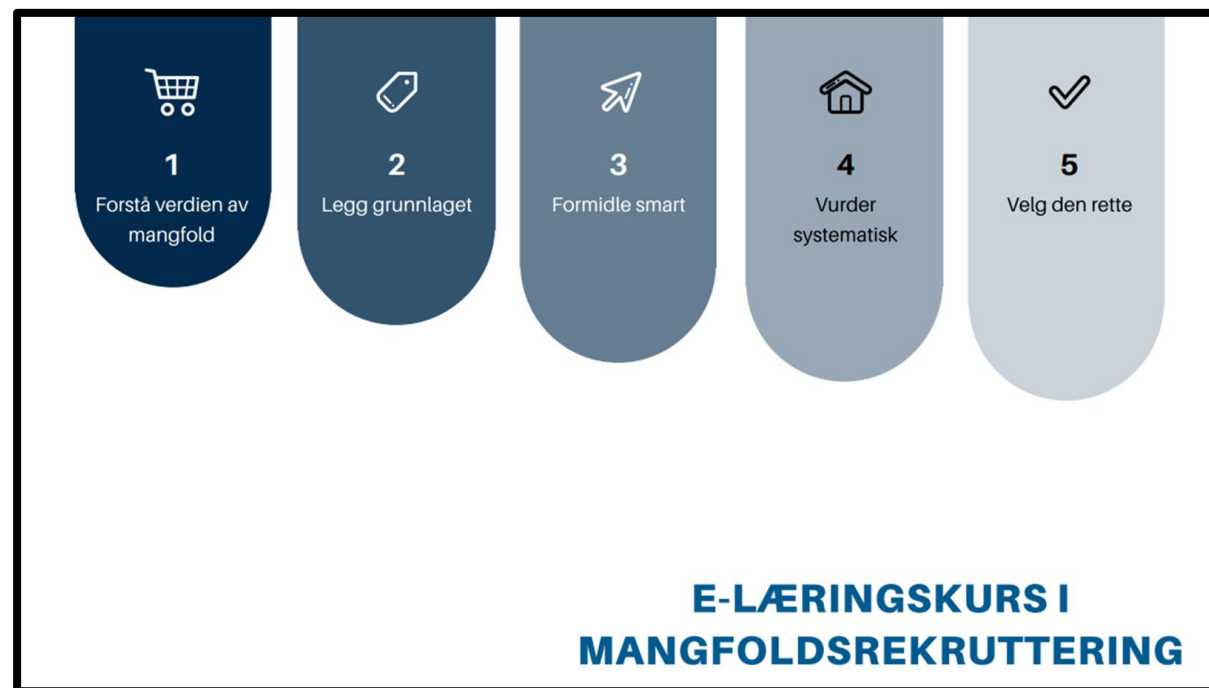 1
Forstå verdien av
mangfold
2
Legg grunnlaget
3
Formidle smart
4
Vurder
systematisk
5
Velg den rette
E-LÆRINGSKURS I
MANGFOLDSREKRUTTERING